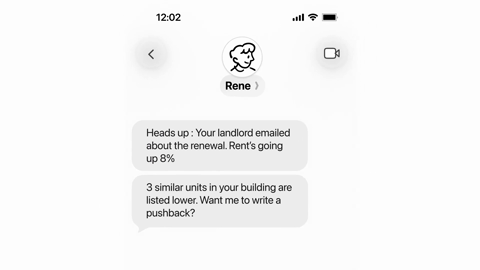 12:02
Rene
Heads up : Your landlord emailed
about the renewal. Rent's going
up 8%
3 similar units in your building are
listed lower. Want me to write a
pushback?